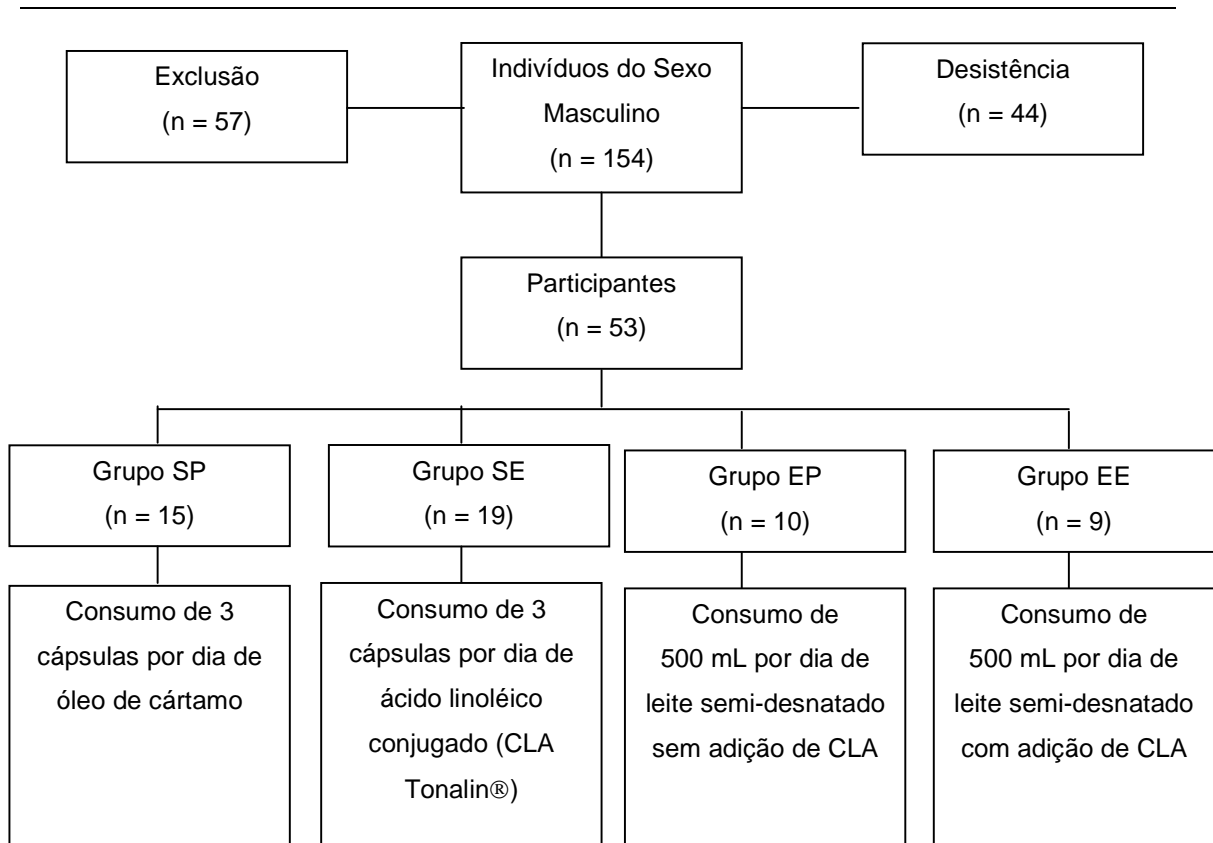 Exclusão
(n = 57)
Indivíduos do Sexo
Masculino
(n = 154)
Desistência
(n = 44)
Participantes
(n = 53)
Grupo SP
(n = 15)
Grupo SE
(n = 19)
Grupo EP
(n = 10)
Grupo EE
(n = 9)
Consumo de 3
cápsulas por dia de
óleo de cártamo
Consumo de 3
cápsulas por dia de
ácido linoléico
conjugado (CLA
Tonalin®)
Consumo de
500 mL por dia de
leite semi-desnatado
sem adição de CLA
Consumo de
500 mL por dia de
leite semi-desnatado
com adição de CLA